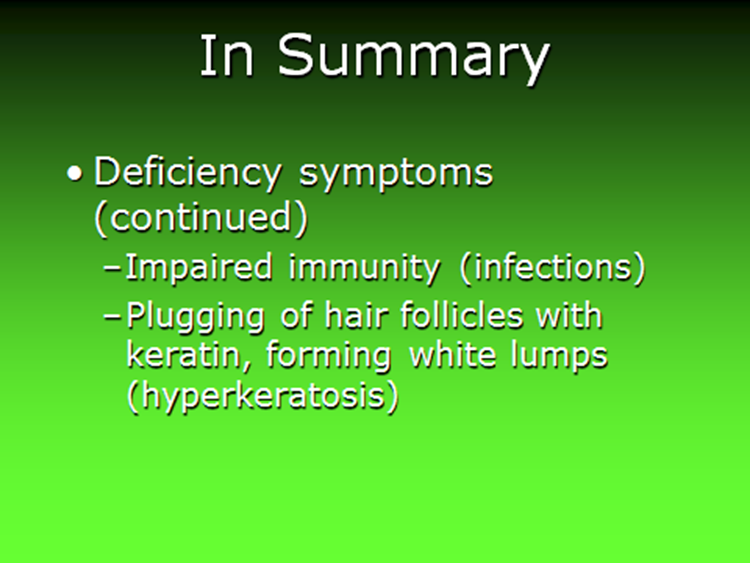 In Summary
• Deficiency symptoms
(continued)
–Impaired immunity (infections)
–Plugging of hair follicles with
keratin, forming white lumps
(hyperkeratosis)